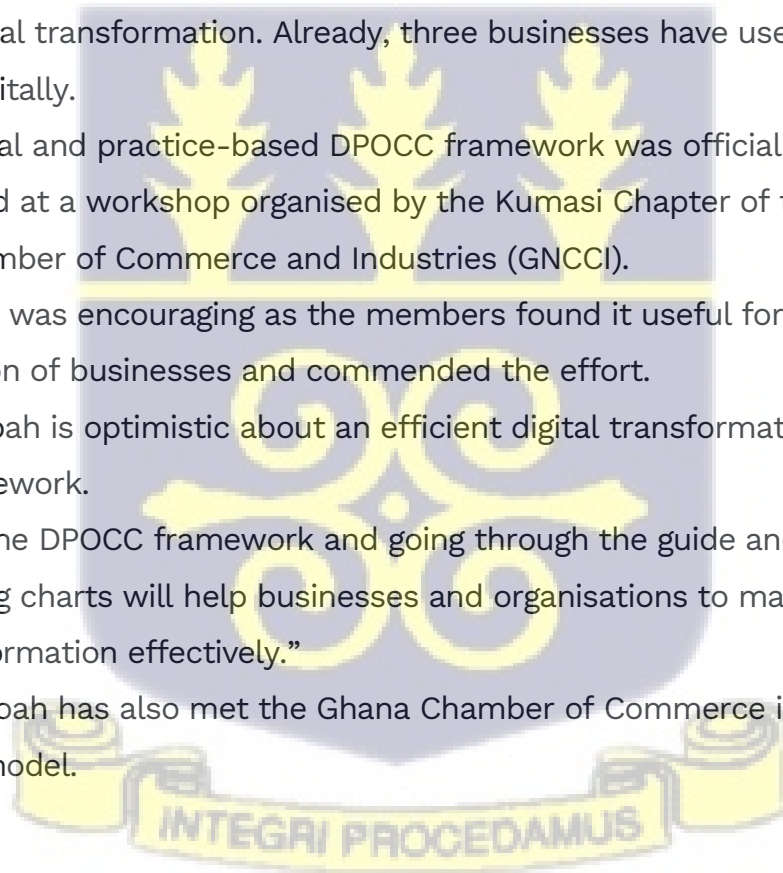 al transformation. Already, three businesses have use
itally.
al and practice-based DPOCC framework was official
d at a workshop organised by the Kumasi Chapter of t
mber of Commerce and Industries (GNCCI).
was encouraging as the members found it useful for
on of businesses and commended the effort.
oah is optimistic about an efficient digital transformat
ework.
ne DPOCC framework and going through the guide an
g charts will help businesses and organisations to ma
ormation effectively.”
oah has also met the Ghana Chamber of Commerce i
nodel.
INTEGRI PROCEDAMUS